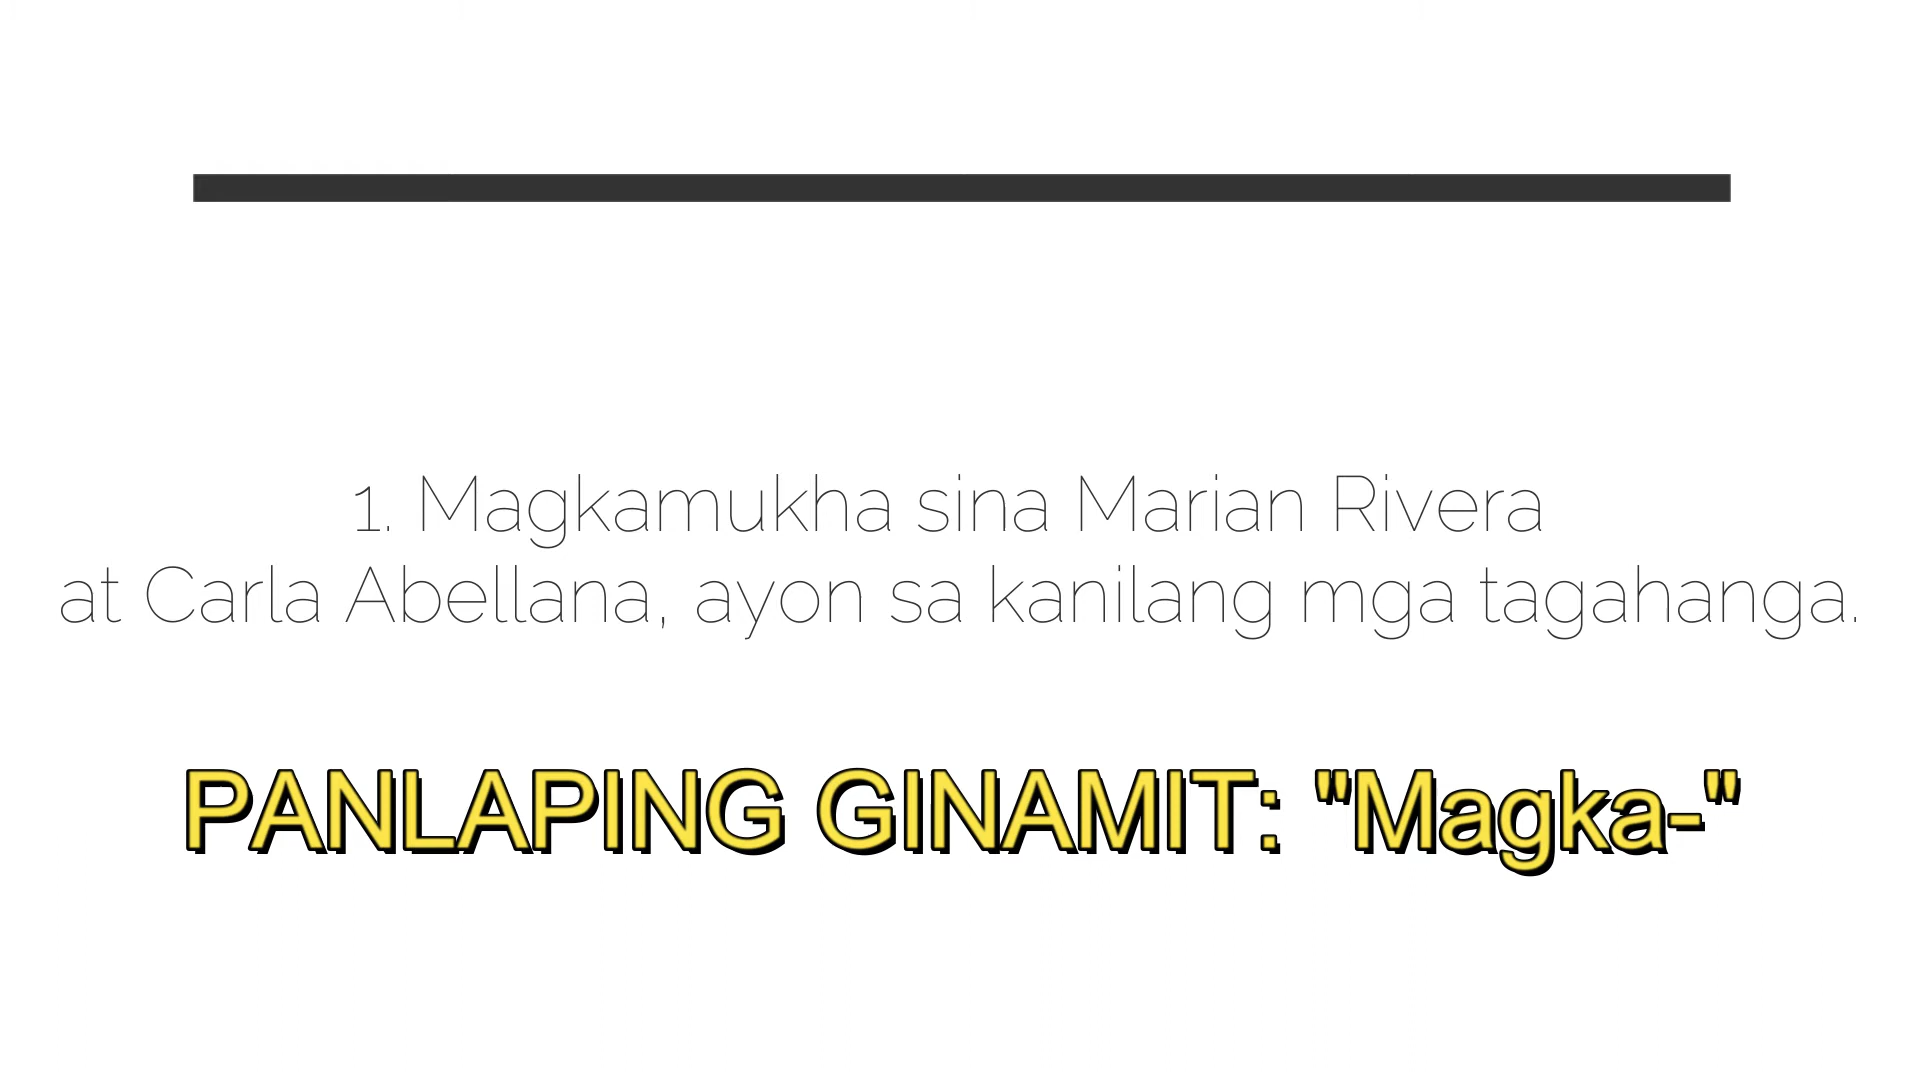 1. Magkamukha sina Marian Rivera
at Carla Abellana, ayon sa kanilang mga tagahanga.
PANLAPING GINAMIT: "Magka-"